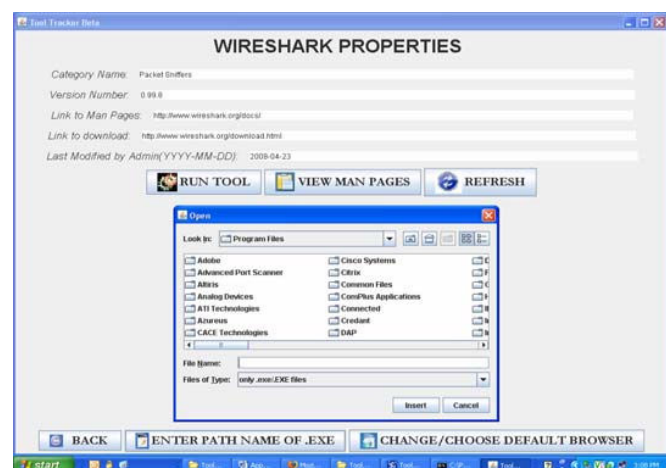 Tool Tracker Beta
WIRESHARK PROPERTIES
Category Name: Packet Sniffers
Version Number: 0.99.8
Link to Man Pages: http://www.wireshark.org/docs/
Link to download: http://www.wireshark.org/download.html
Last Modified by Admin(YYYY-MM-DD): 2008-04-23
RUN TOOL VIEW MAN PAGES REFRESH
Open
Look In: Program Files
Adobe Cisco Systems
Advanced Port Scanner Citrix
Altiris Common Files
Analog Devices ComPlus Applications
ATI Technologies Connected
Azureus Credant
CACE Technologies DAP
File Name:
Files of Type: only .exe/.EXE files
Insert Cancel
BACK ENTER PATH NAME OF .EXE CHANGE/CHOOSE DEFAULT BROWSER
start 3:00 PM